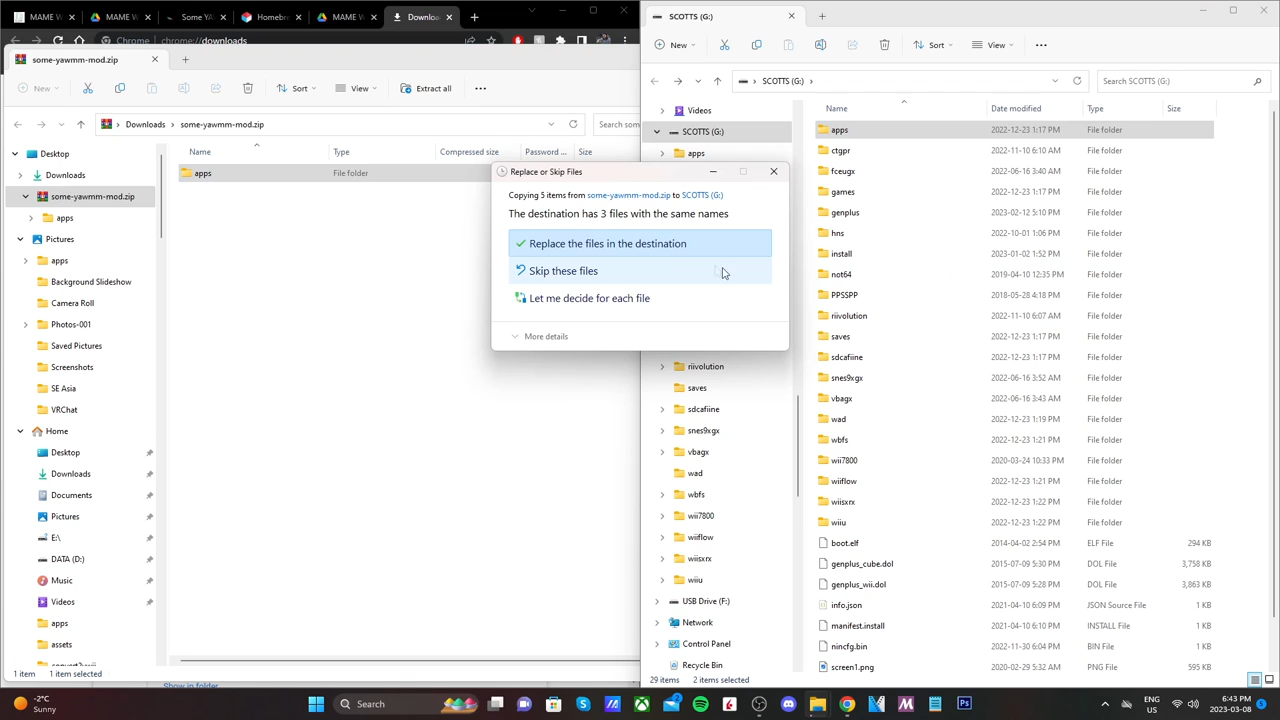 MAME W
MAME W
Some YA
Homebre
MAME W
Downloa
Chrome
chrome://downloads
some-yawmm-mod.zip
New
Sort
View
Extract all
Downloads
some-yawmm-mod.zip
Search som
Desktop
Downloads
some-yawmm-mod.zip
apps
Pictures
apps
Background Slideshow
Camera Roll
Photos-001
Saved Pictures
Screenshots
SE Asia
VRChat
Home
Desktop
Downloads
Documents
Pictures
E:\
DATA (D:)
Music
Videos
apps
assets
Name
Type
Compressed size
Password ...
Size
apps
File folder
1 item
1 item selected
Show in folder
Replace or Skip Files
Copying 5 items from some-yawmm-mod.zip to SCOTTS (G:)
The destination has 3 files with the same names
Replace the files in the destination
Skip these files
Let me decide for each file
More details
SCOTTS (G:)
New
Sort
View
SCOTTS (G:)
Search SCOTTS (G:)
Videos
SCOTTS (G:)
apps
riivolution
saves
sdcafiine
snes9xgx
vbagx
wad
wbfs
wii7800
wiiflow
wiisxrx
wiiu
USB Drive (F:)
Network
Control Panel
Recycle Bin
Name Date modified Type Size
apps 2022-12-23 1:17 PM File folder
ctgpr 2022-11-10 6:10 AM File folder
fceugx 2022-06-16 3:42 AM File folder
games 2022-12-23 1:17 PM File folder
genplus 2023-02-12 5:10 PM File folder
hns 2022-10-01 1:06 PM File folder
install 2023-01-02 1:52 PM File folder
not64 2019-04-10 12:35 PM File folder
PPSSPP 2018-05-28 4:18 PM File folder
riivolution 2022-11-10 6:07 AM File folder
saves 2022-12-23 1:17 PM File folder
sdcafiine 2022-12-23 1:17 PM File folder
snes9xgx 2022-06-16 3:52 AM File folder
vbagx 2022-06-16 3:43 AM File folder
wad 2022-12-23 1:19 PM File folder
wbfs 2022-12-23 1:21 PM File folder
wii7800 2020-03-24 10:33 PM File folder
wiiflow 2022-12-23 1:21 PM File folder
wiisxrx 2022-12-23 1:22 PM File folder
wiiu 2022-12-23 1:22 PM File folder
boot.elf 2014-04-02 2:54 PM ELF File 294 KB
genplus_cube.dol 2015-07-09 5:30 PM DOL File 3,758 KB
genplus_wii.dol 2015-07-09 5:28 PM DOL File 3,863 KB
info.json 2021-04-10 6:09 PM JSON Source File 1 KB
manifest.install 2021-04-10 6:10 PM INSTALL File 1 KB
nincfg.bin 2022-11-30 6:04 PM BIN File 1 KB
screen1.png 2020-02-29 5:32 AM PNG File 595 KB
29 items
2 items selected
-2°C
Sunny
Search
ENG
US
6:43 PM
2023-03-08